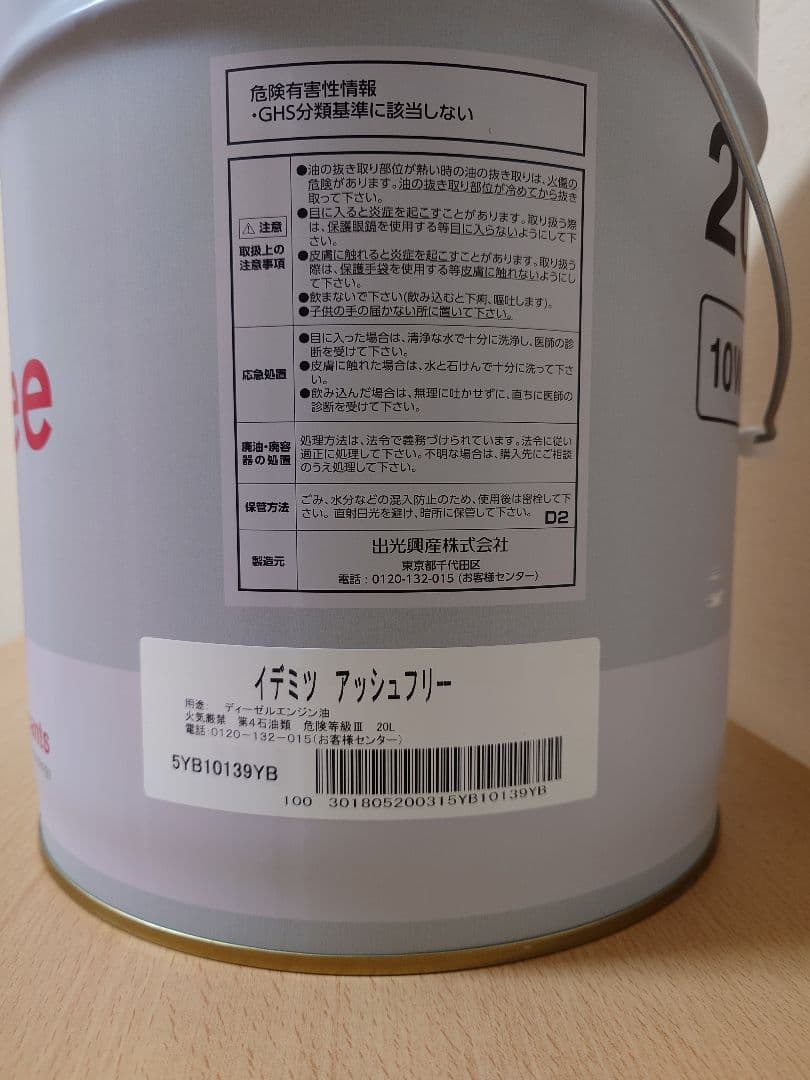 危険有害性情報
・GHS分類基準に該当しない
⚠ 注意
取扱上の
注意事項
●油の抜き取り部位が熱い時の油の抜き取りは、火傷の
危険があります。油の抜き取り部位が冷めてから抜き
取って下さい。
●目に入ると炎症を起こすことがあります。取り扱う際
は、保護眼鏡を使用する等目に入らないようにして下
さい。
●皮膚に触れると炎症を起こすことがあります。取り扱う
際は、保護手袋を使用する等皮膚に触れないようにし
て下さい。
●飲まないで下さい(飲み込むと下痢、嘔吐します)。
●子供の手の届かない所に置いて下さい。
応急処置
●目に入った場合は、清浄な水で十分に洗浄し、医師の診
断を受けて下さい。
●皮膚に触れた場合は、水と石けんで十分に洗って下さ
い。
●飲み込んだ場合は、無理に吐かせずに、直ちに医師の
診断を受けて下さい。
廃油・廃容
器の処置
処理方法は、法令で義務づけられています。法令に従い
適正に処理して下さい。不明な場合は、購入先にご相談
のうえ処理して下さい。
保管方法
ごみ、水分などの混入防止のため、使用後は密栓して下
さい。直射日光を避け、暗所に保管して下さい。 D2
製造元
出光興産株式会社
東京都千代田区
電話：0120-132-015 (お客様センター)
ee
20
10W
ants
イデミツ アッシュフリー
用途: ディーゼルエンジン油
火気厳禁 第4石油類 危険等級Ⅲ 20L
電話:0120-132-015(お客様センター)
5YB10139YB
100 301805200315YB10139YB